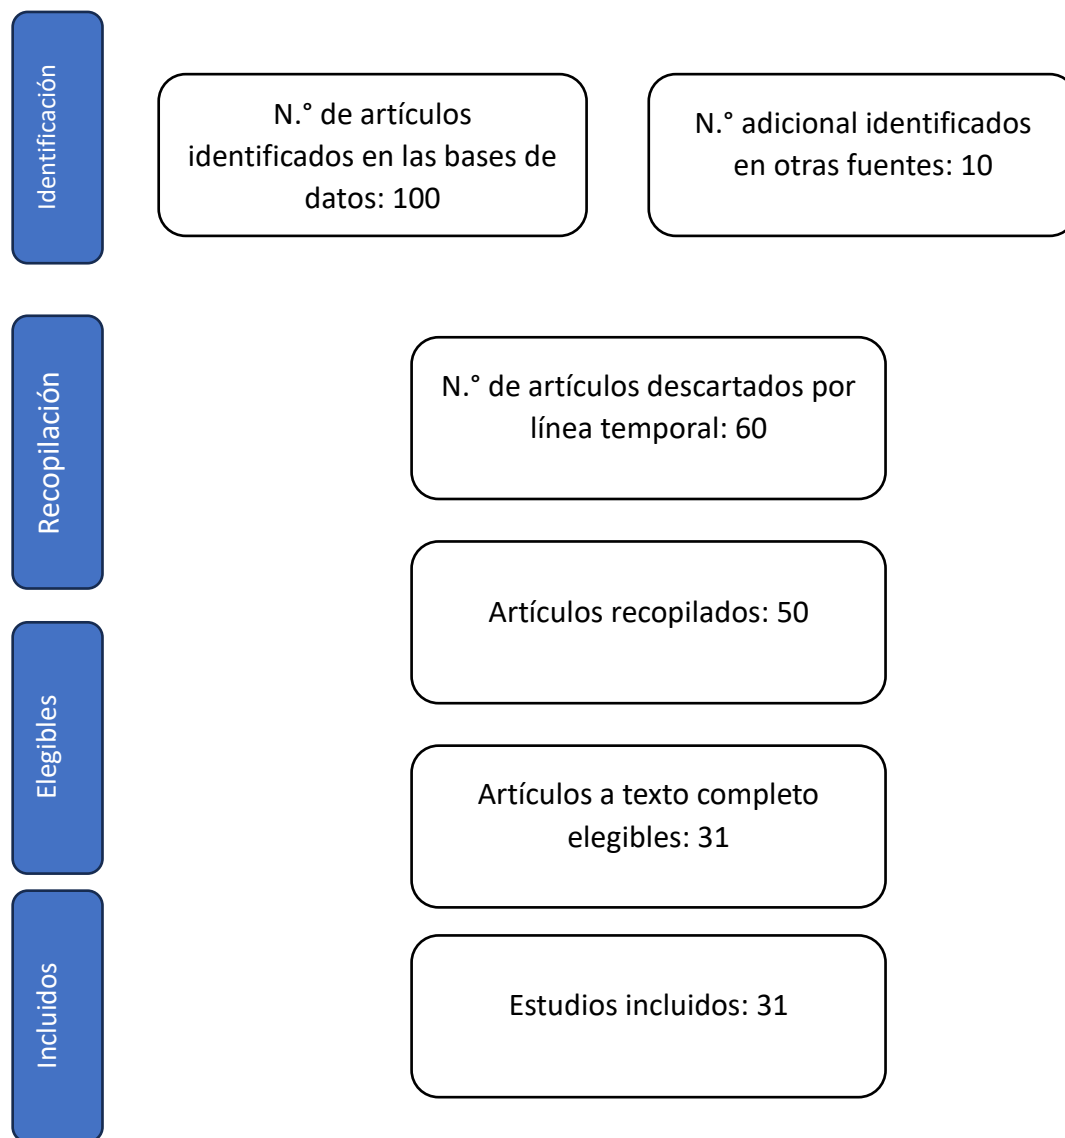 Identificación
N.° de artículos
identificados en las bases de
datos: 100
N.° adicional identificados
en otras fuentes: 10
Recopilación
N.° de artículos descartados por
línea temporal: 60
Artículos recopilados: 50
Elegibles
Artículos a texto completo
elegibles: 31
Incluidos
Estudios incluidos: 31